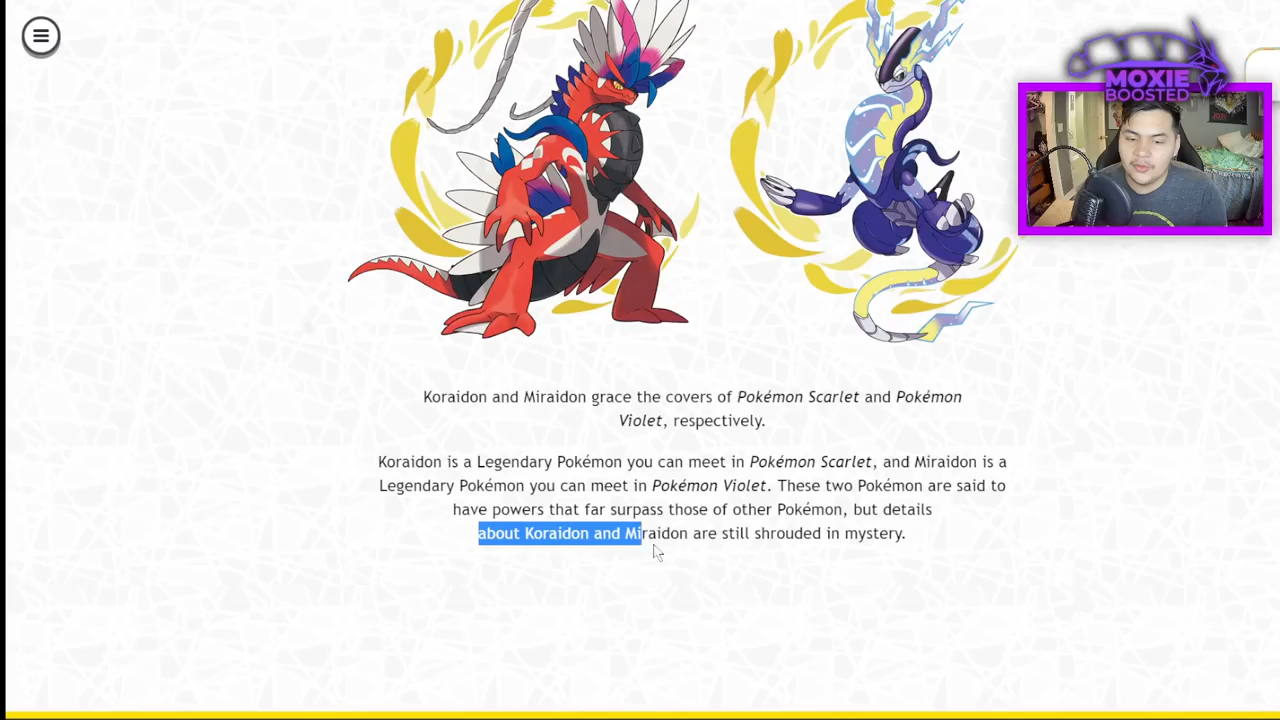 MOXIE
BOOSTED
Koraidon and Miraidon grace the covers of Pokémon Scarlet and Pokémon
Violet, respectively.
Koraidon is a Legendary Pokémon you can meet in Pokémon Scarlet, and Miraidon is a
Legendary Pokémon you can meet in Pokémon Violet. These two Pokémon are said to
have powers that far surpass those of other Pokémon, but details
about Koraidon and Miraidon are still shrouded in mystery.